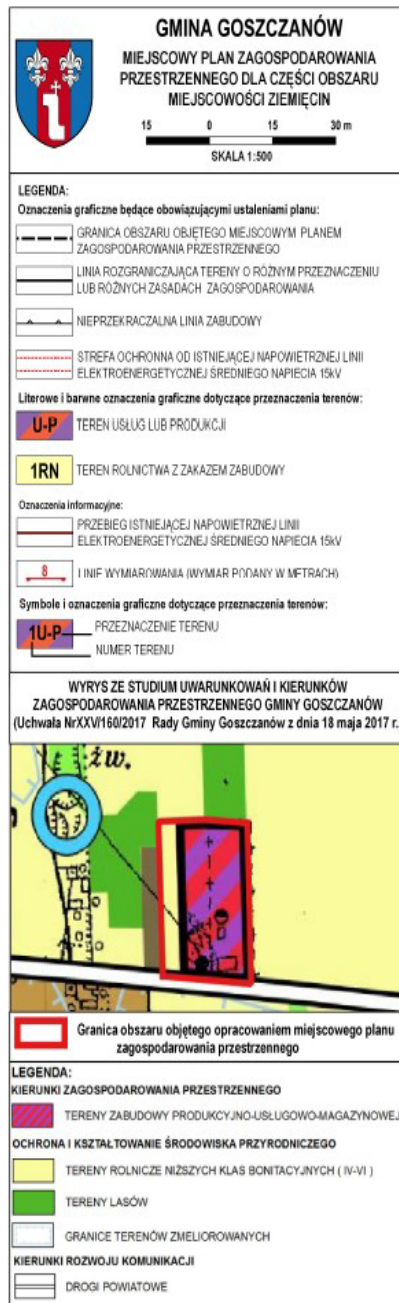 GMINA GOSZCZANÓW
MIEJSCOWY PLAN ZAGOSPODAROWANIA
PRZESTRZENNEGO DLA CZĘŚCI OBSZARU
MIEJSCOWOŚCI ZIEMIĘCIN
15 0 15 30 m
SKALA 1:500
LEGENDA:
Oznaczenia graficzne będące obowiązującymi ustaleniami planu:
GRANICA OBSZARU OBJĘTEGO MIEJSCOWYM PLANEM
ZAGOSPODAROWANIA PRZESTRZENNEGO
LINIA ROZGRANICZAJĄCA TERENY O RÓŻNYM PRZEZNACZENIU
LUB RÓŻNYCH ZASADACH ZAGOSPODAROWANIA
NIEPRZEKRACZALNA LINIA ZABUDOWY
STREFA OCHRONNA OD ISTNIEJĄCEJ NAPOWIETRZNEJ LINII
ELEKTROENERGETYCZNEJ ŚREDNIEGO NAPIECIA 15kV
Literowe i barwne oznaczenia graficzne dotyczące przeznaczenia terenów:
U-P TEREN USŁUG LUB PRODUKCJI
1RN TEREN ROLNICTWA Z ZAKAZEM ZABUDOWY
Oznaczenia informacyjne:
PRZEBIEG ISTNIEJĄCEJ NAPOWIETRZNEJ LINII
ELEKTROENERGETYCZNEJ ŚREDNIEGO NAPIECIA 15kV
8 LINIE WYMIAROWANIA (WYMIAR PODANY W METRACH)
Symbole i oznaczenia graficzne dotyczące przeznaczenia terenów:
1U-P PRZEZNACZENIE TERENU
NUMER TERENU
WYRYS ZE STUDIUM UWARUNKOWAŃ I KIERUNKÓW
ZAGOSPODAROWANIA PRZESTRZENNEGO GMINY GOSZCZANÓW
(Uchwała NrXXV/160/2017 Rady Gminy Goszczanów z dnia 18 maja 2017 r.
żw.
Granica obszaru objętego opracowaniem miejscowego planu
zagospodarowania przestrzennego
LEGENDA:
KIERUNKI ZAGOSPODAROWANIA PRZESTRZENNEGO
TERENY ZABUDOWY PRODUKCYJNO-USŁUGOWO-MAGAZYNOWEJ
OCHRONA I KSZTAŁTOWANIE ŚRODOWISKA PRZYRODNICZEGO
TERENY ROLNICZE NIŻSZYCH KLAS BONITACYJNYCH ( IV-VI )
TERENY LASÓW
GRANICE TERENÓW ZMELIOROWANYCH
KIERUNKI ROZWOJU KOMUNIKACJI
DROGI POWIATOWE